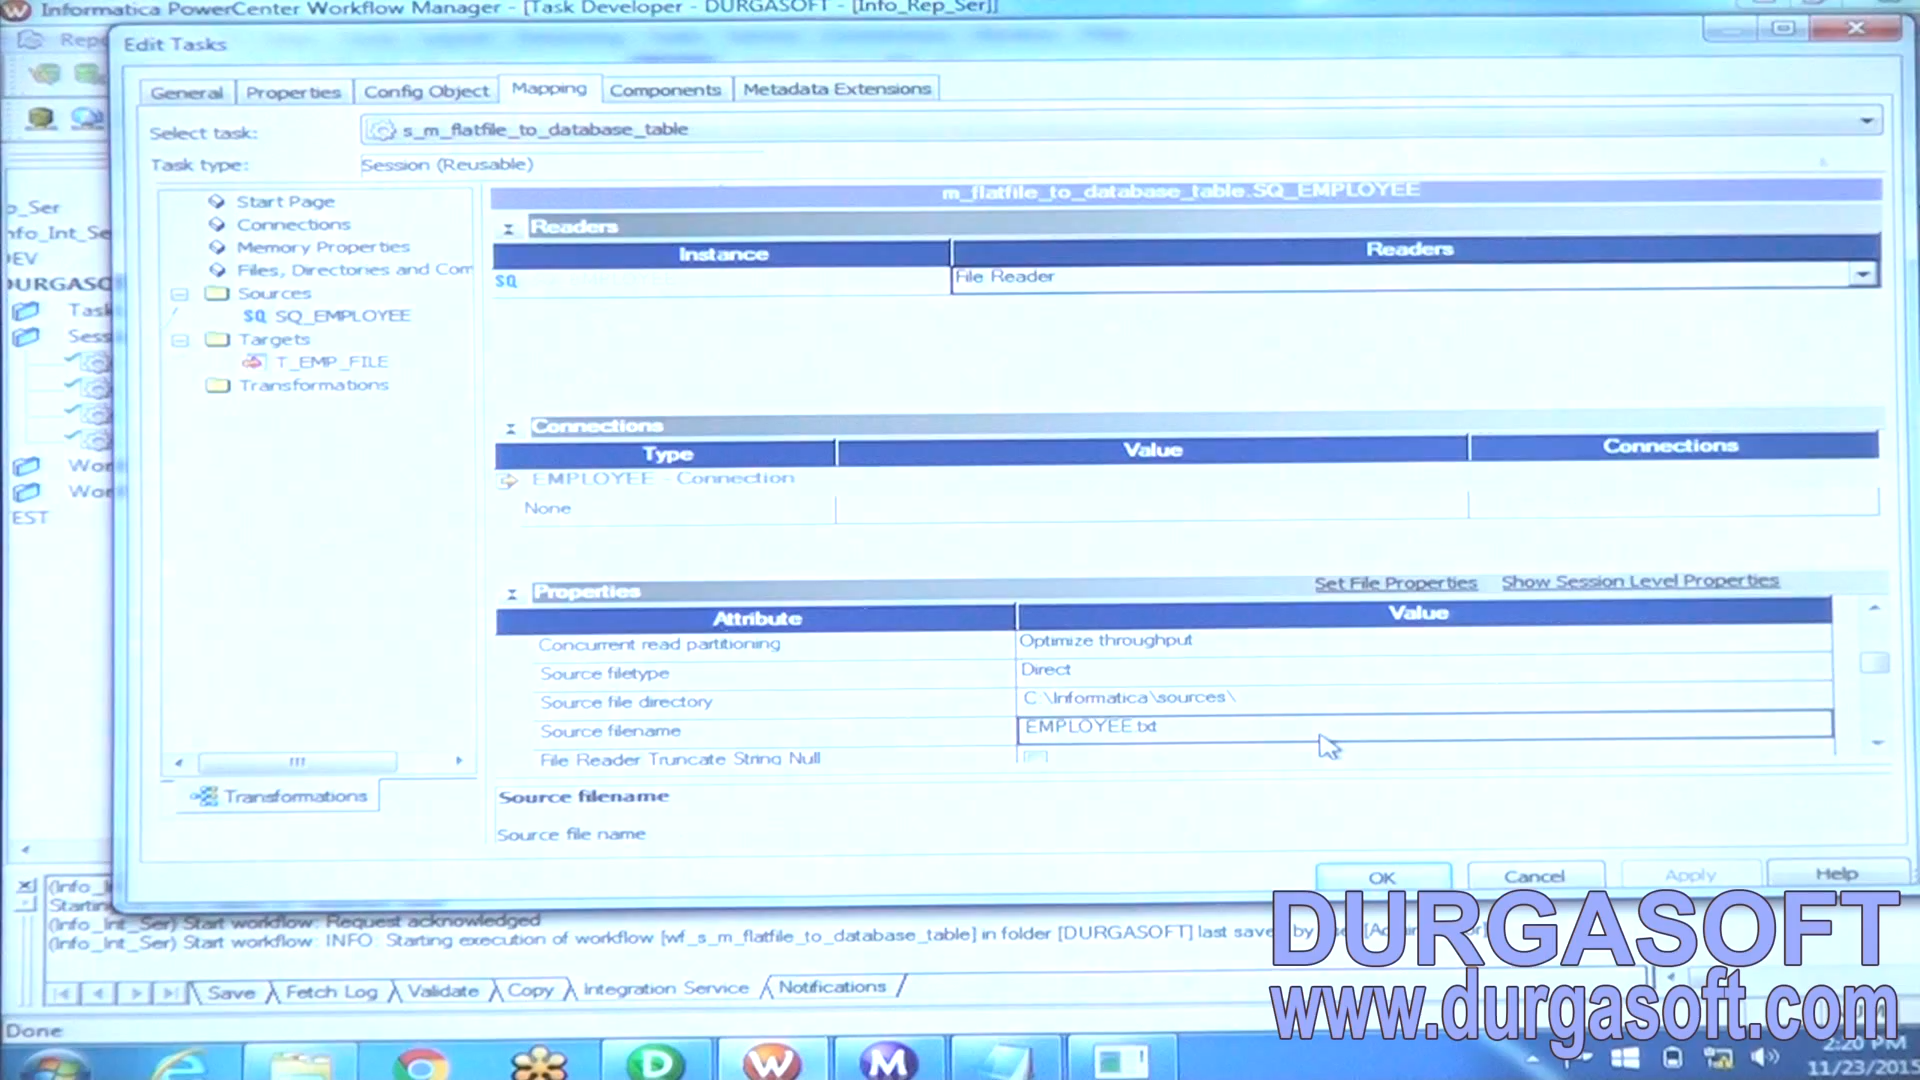 Informatica PowerCenter Workflow Manager - [Task Developer - DURGASOFT - [Info_Rep_Ser]]
Edit Tasks
General Properties Config Object Mapping Components Metadata Extensions
Select task: s_m_flatfile_to_database_table
Task type: Session (Reusable)
Start Page
Connections
Memory Properties
Files, Directories and Com
Sources
SQ SQ_EMPLOYEE
Targets
T_EMP_FILE
Transformations
Transformations
m_flatfile_to_database_table.SQ_EMPLOYEE
Readers
Instance Readers
SQ File Reader
Connections
Type Value Connections
EMPLOYEE - Connection
None
Properties Set File Properties Show Session Level Properties
Attribute Value
Concurrent read partitioning Optimize throughput
Source filetype Direct
Source file directory C:\Informatica\sources\
Source filename EMPLOYEE.txt
File Reader Truncate String Null
Source filename
Source file name
OK Cancel Apply Help
(Info_Int_Ser) Start workflow: Request acknowledged
(Info_Int_Ser) Start workflow: INFO: Starting execution of workflow [wf_s_m_flatfile_to_database_table] in folder [DURGASOFT] last save by
Save Fetch Log Validate Copy Integration Service Notifications
Done
DURGASOFT
www.durgasoft.com
2:20 PM
11/23/2015